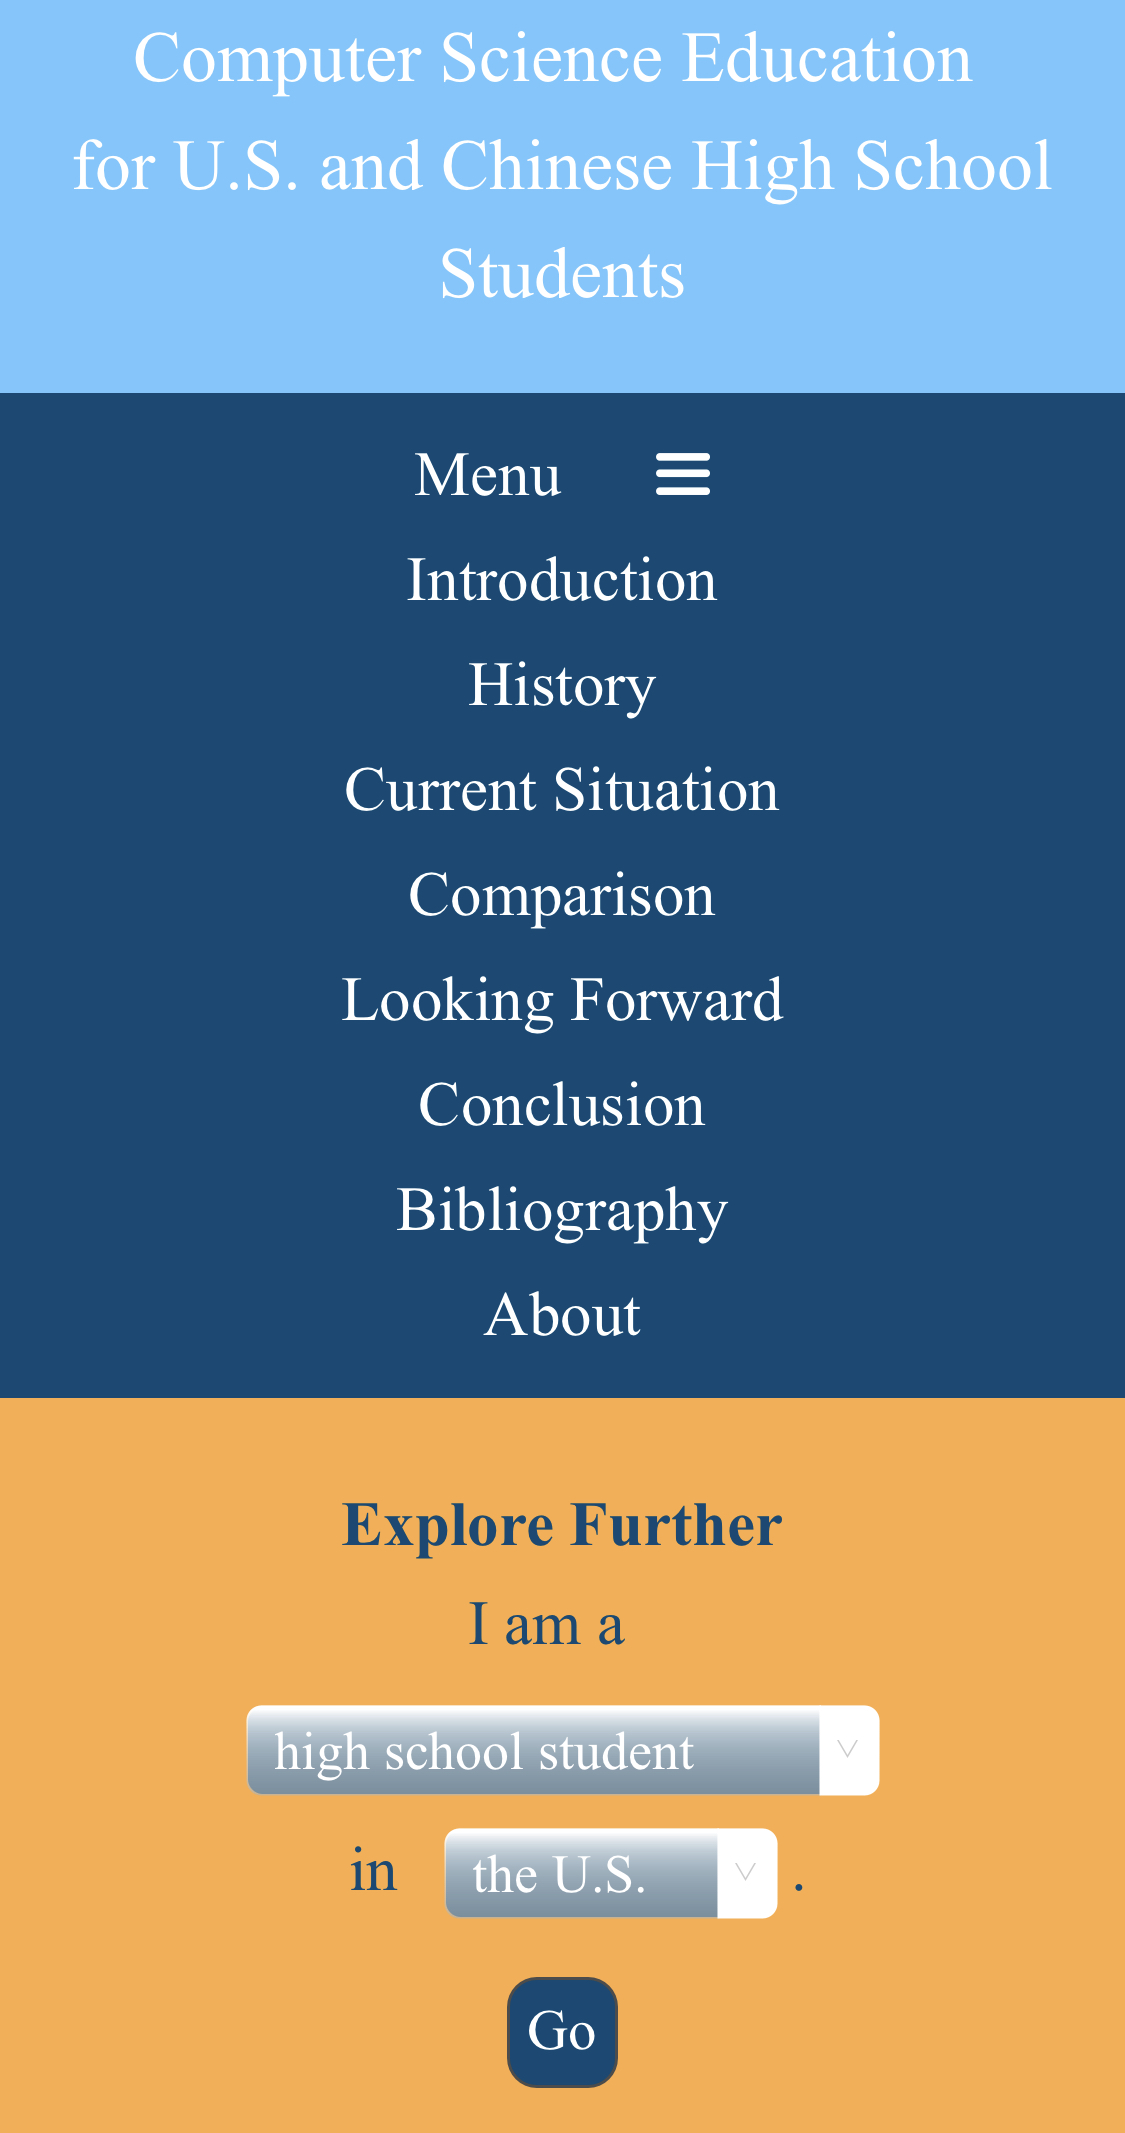 Computer Science Education
for U.S. and Chinese High School
Students
Menu
Introduction
History
Current Situation
Comparison
Looking Forward
Conclusion
Bibliography
About
Explore Further
I am a
high school student
in the U.S. .
Go